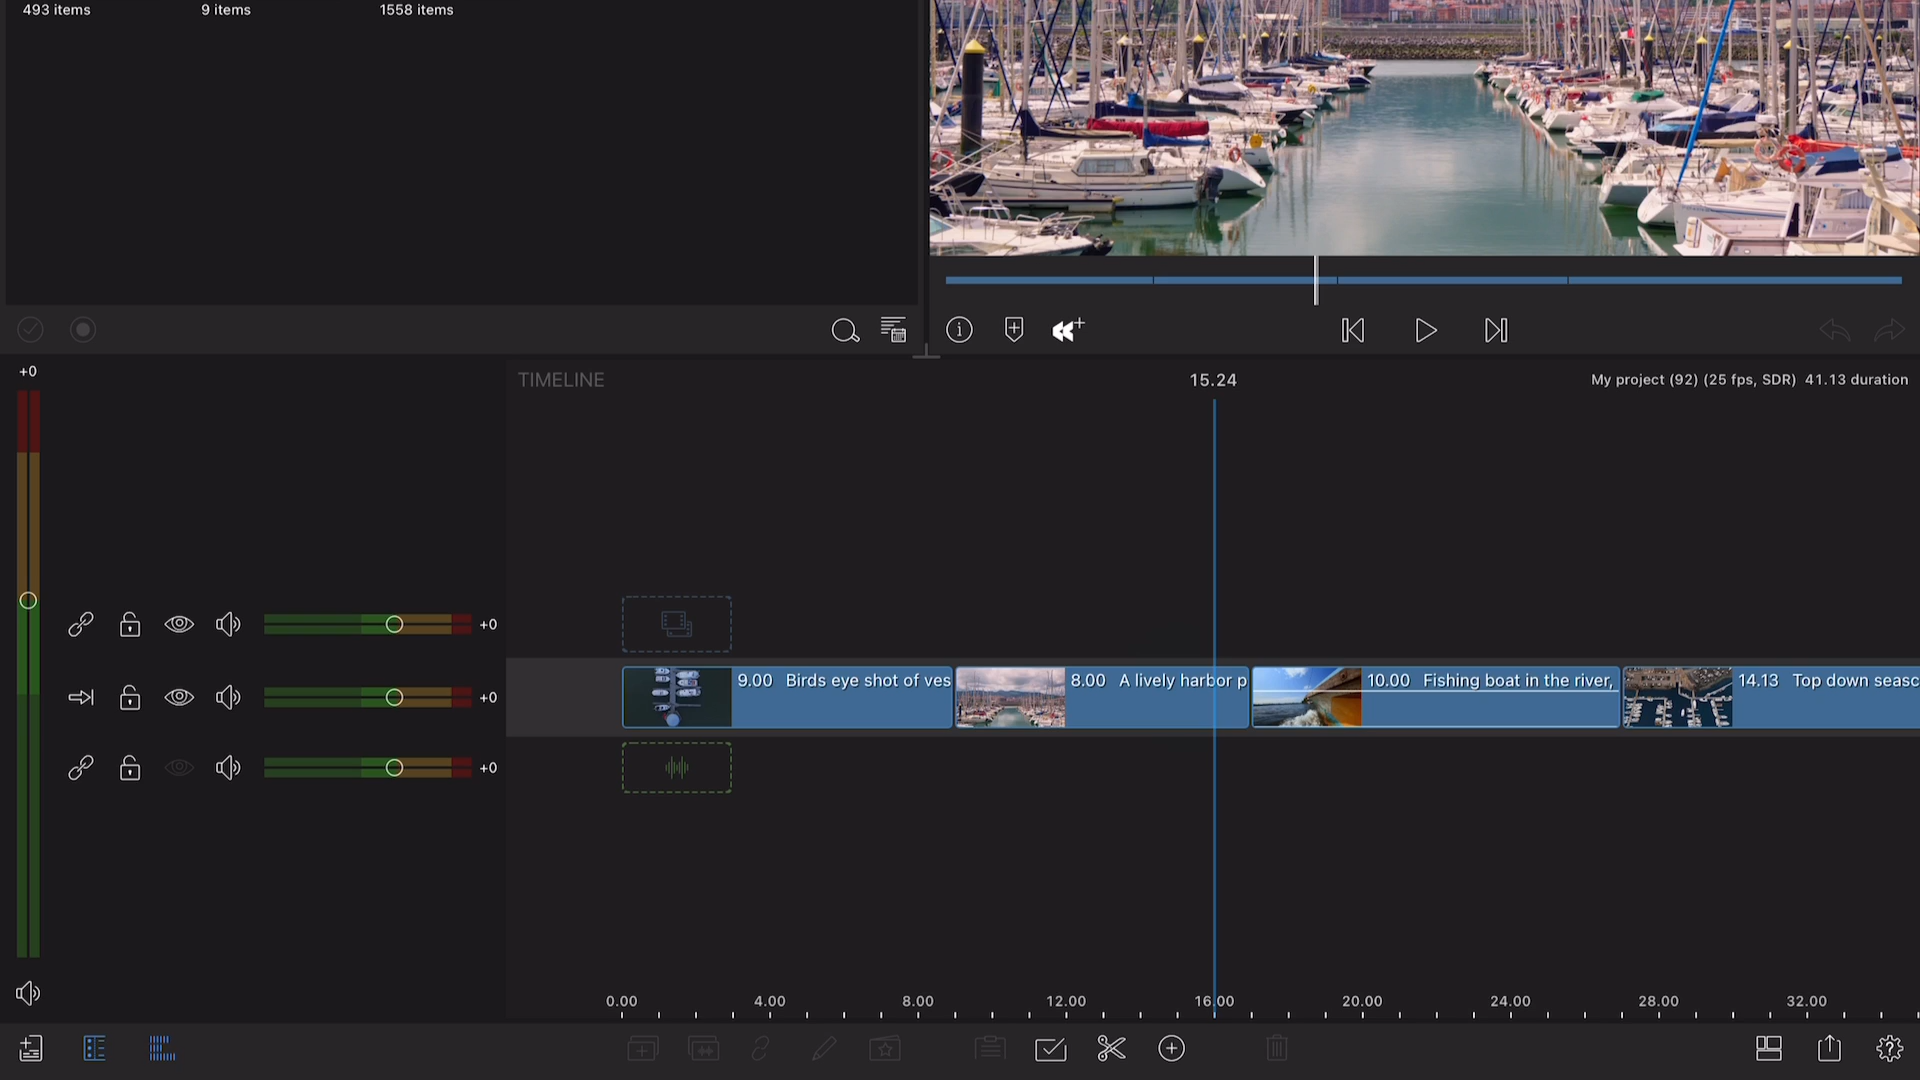 493 items 9 items 1558 items
+0
TIMELINE 15.24 My project (92) (25 fps, SDR) 41.13 duration
+0
9.00 Birds eye shot of ves 8.00 A lively harbor p 10.00 Fishing boat in the river, 14.13 Top down seasc
+0
+0
0.00 4.00 8.00 12.00 16.00 20.00 24.00 28.00 32.00